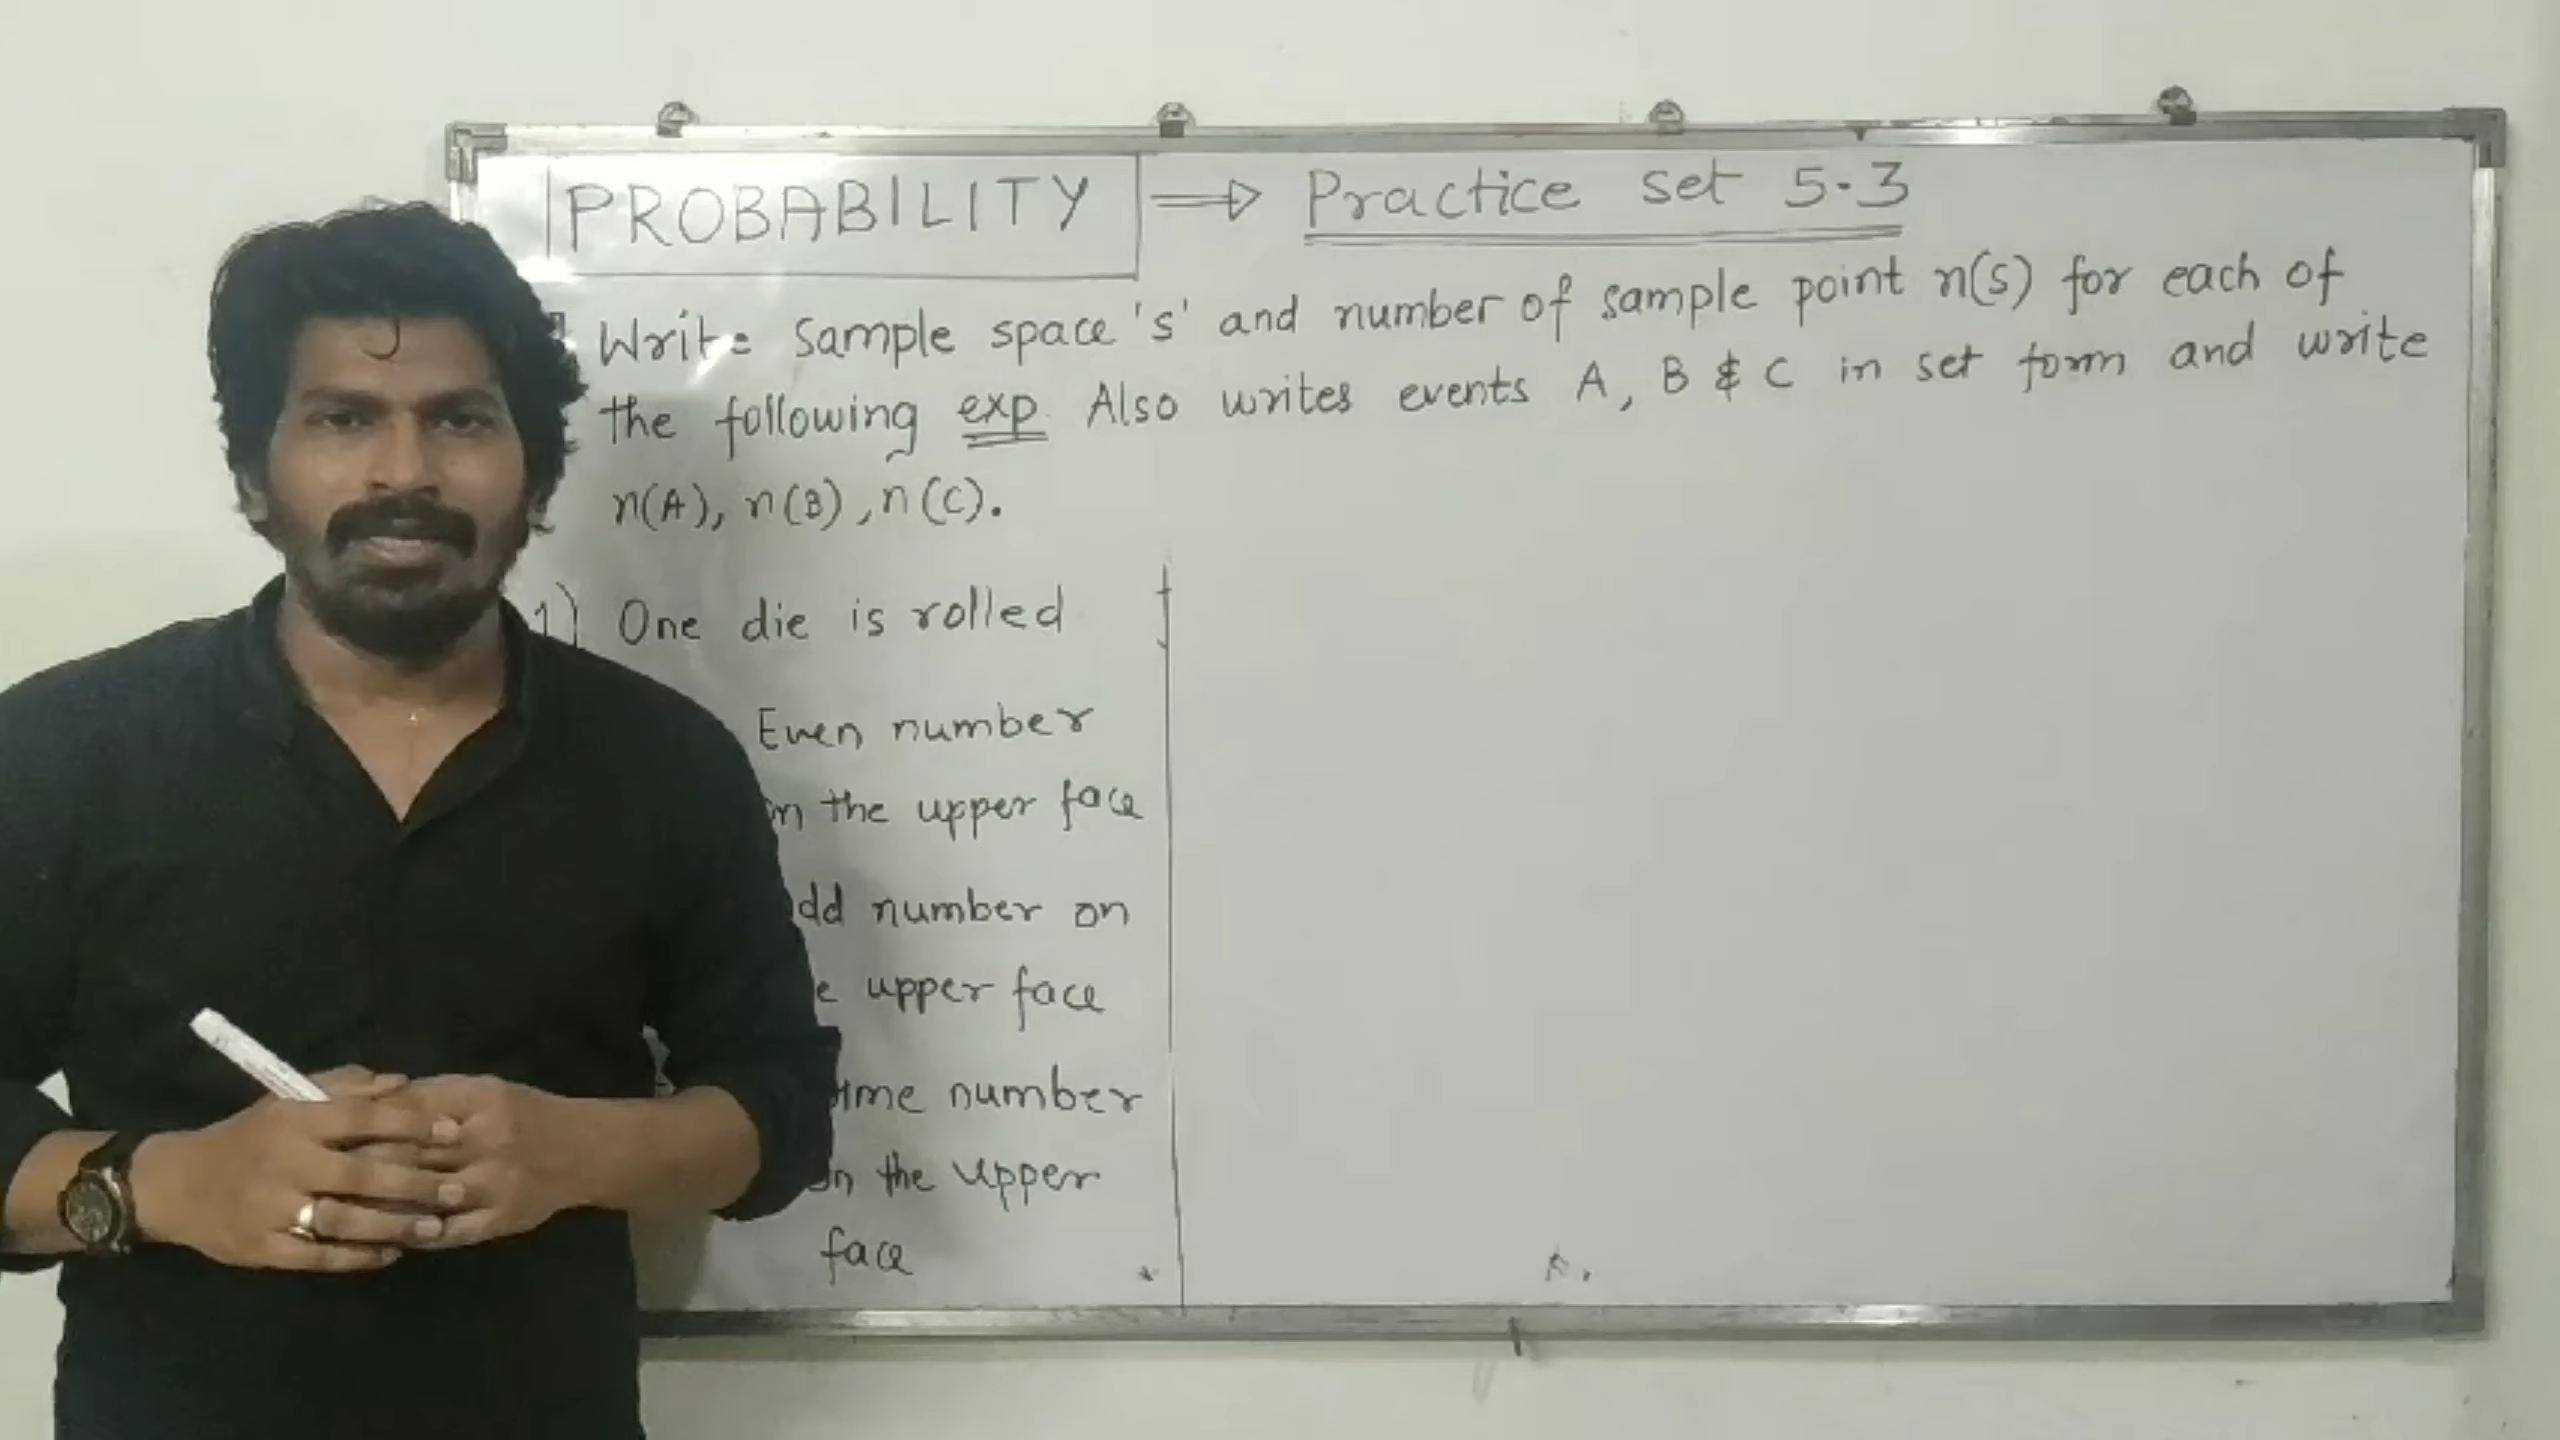 PROBABILITY ⇒ Practice set 5.3
Write Sample space 's' and number of sample point n(s) for each of
the following exp. Also writes events A, B & C in set form and write
n(A), n(B), n(C).
1) One die is rolled
Even number
the upper face
number on
upper face
number
the upper
face